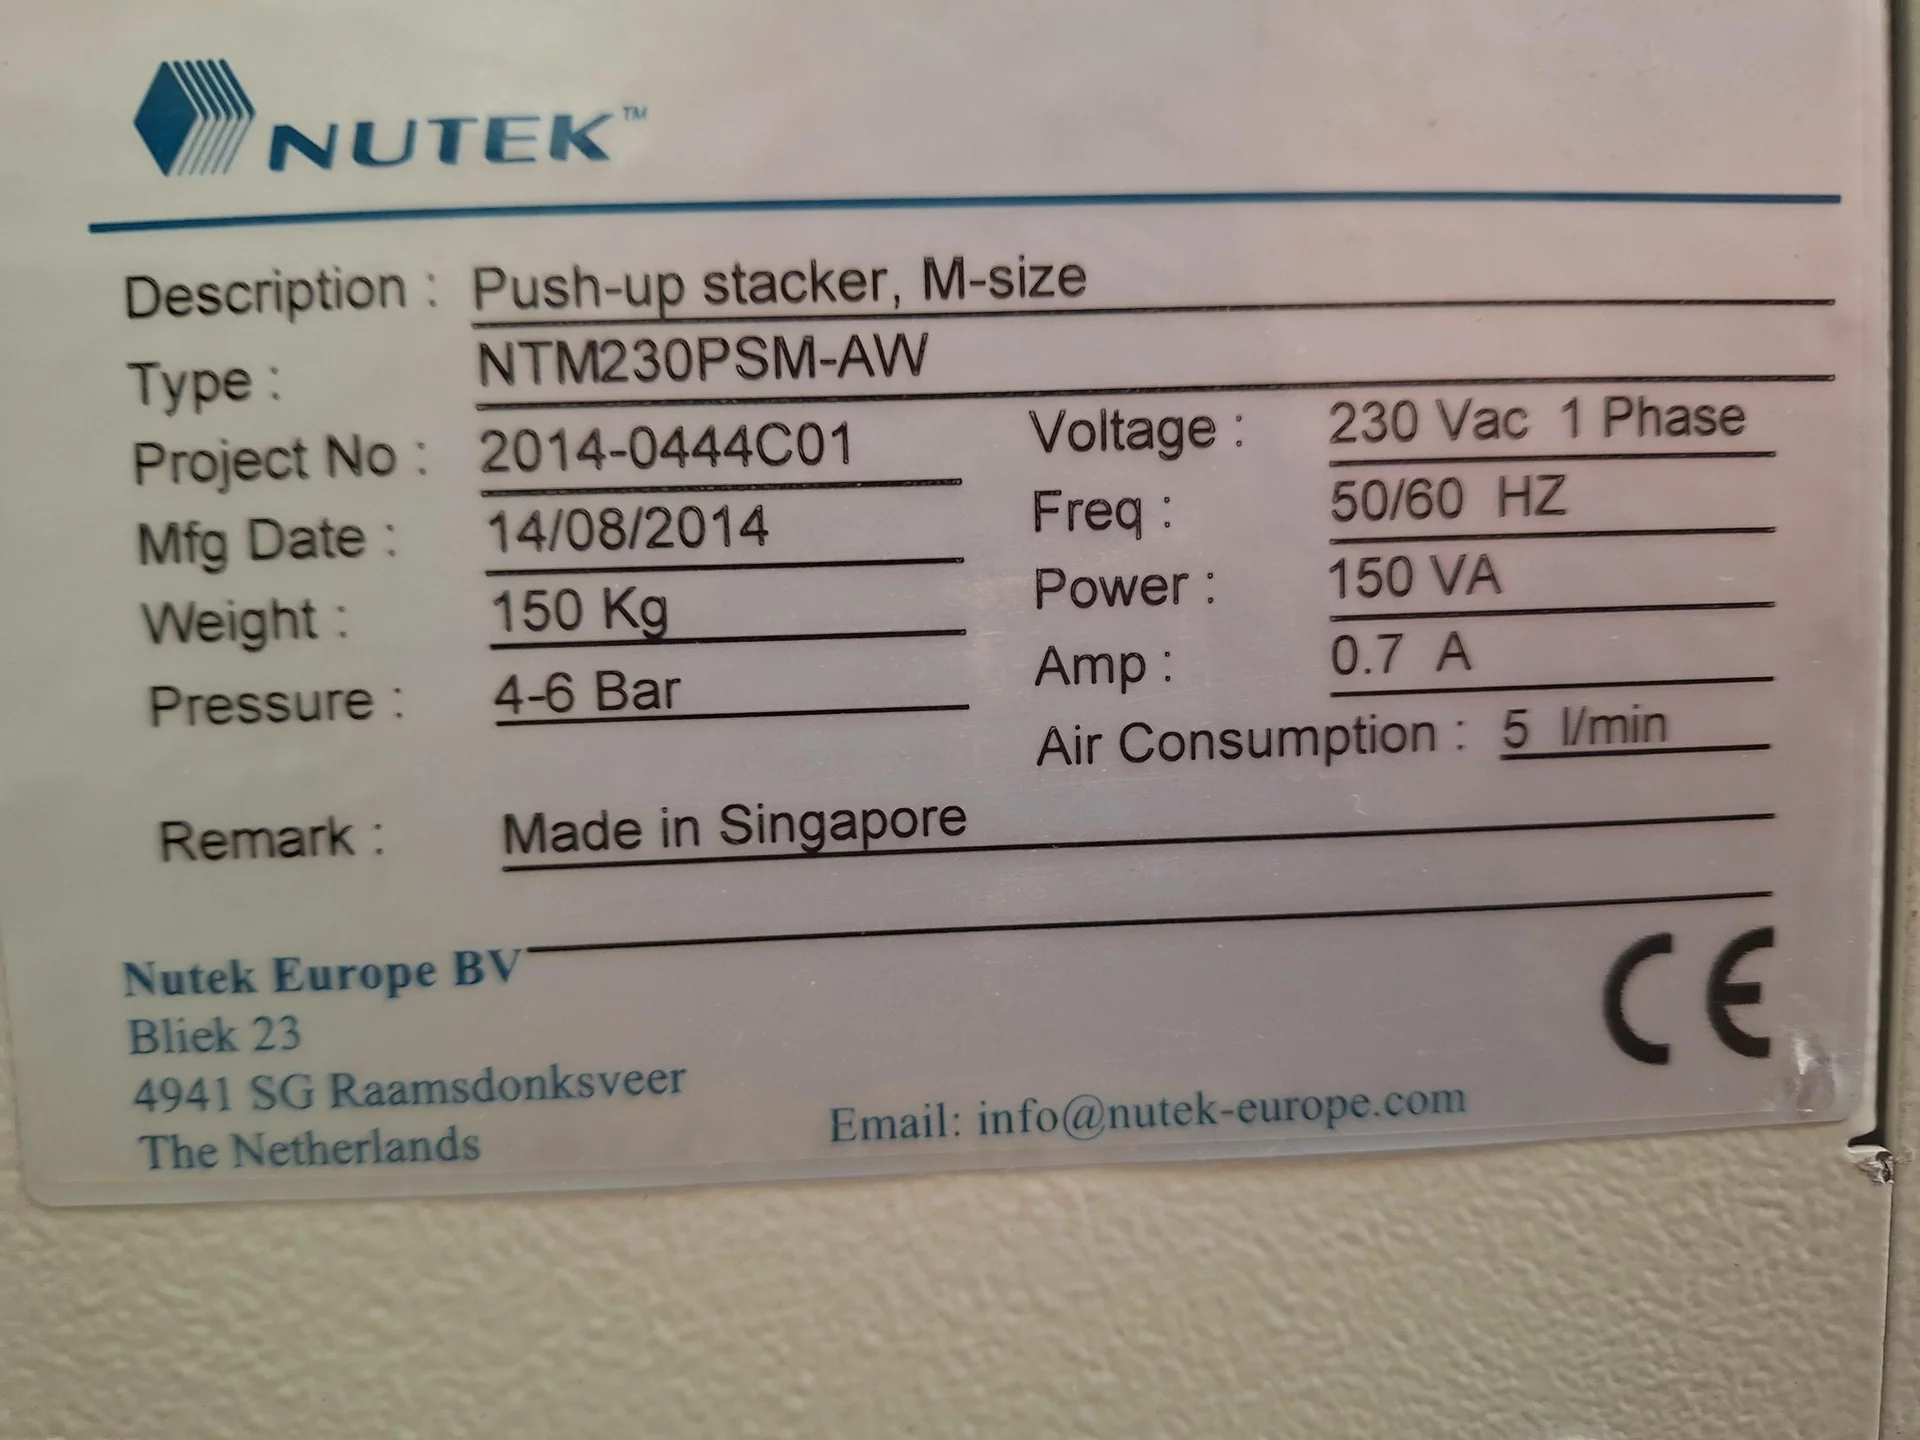 NUTEK™
Description : Push-up stacker, M-size
Type : NTM230PSM-AW
Project No : 2014-0444C01
Voltage : 230 Vac 1 Phase
Mfg Date : 14/08/2014
Freq : 50/60 HZ
Weight : 150 Kg
Power : 150 VA
Pressure : 4-6 Bar
Amp : 0.7 A
Air Consumption : 5 l/min
Remark : Made in Singapore
Nutek Europe BV
Bliek 23
4941 SG Raamsdonksveer
The Netherlands
Email: info@nutek-europe.com
CE